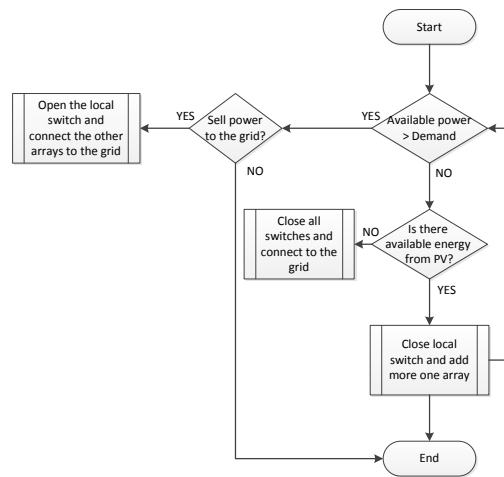 Start
Open the local
switch and
connect the other
arrays to the grid
YES
Sell power
to the grid?
YES
Available power
> Demand
NO
NO
Close all
switches and
connect to the
grid
NO
Is there
available energy
from PV?
YES
Close local
switch and add
more one array
End